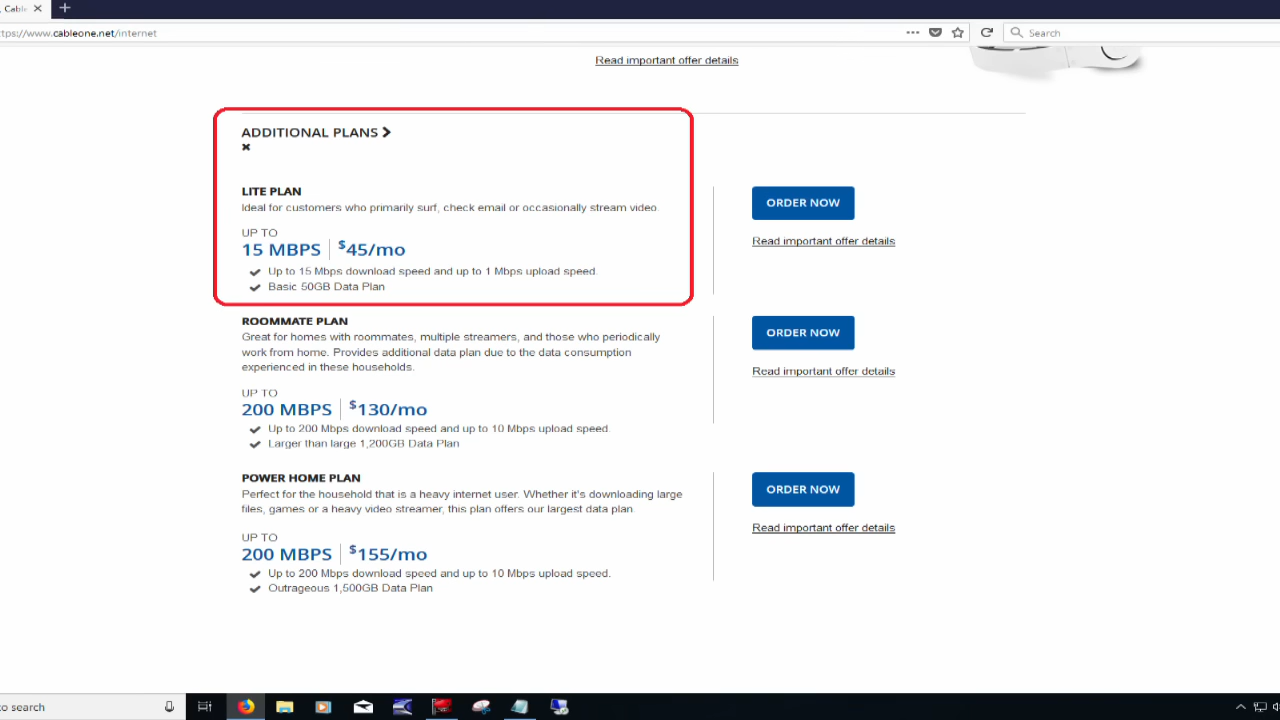 , Cable
ttps://www.cableone.net/internet
Search
Read important offer details
ADDITIONAL PLANS
LITE PLAN
Ideal for customers who primarily surf, check email or occasionally stream video.
UP TO
15 MBPS $45/mo
Up to 15 Mbps download speed and up to 1 Mbps upload speed.
Basic 50GB Data Plan
ORDER NOW
Read important offer details
ROOMMATE PLAN
Great for homes with roommates, multiple streamers, and those who periodically
work from home. Provides additional data plan due to the data consumption
experienced in these households.
UP TO
200 MBPS $130/mo
Up to 200 Mbps download speed and up to 10 Mbps upload speed.
Larger than large 1,200GB Data Plan
ORDER NOW
Read important offer details
POWER HOME PLAN
Perfect for the household that is a heavy internet user. Whether it's downloading large
files, games or a heavy video streamer, this plan offers our largest data plan.
UP TO
200 MBPS $155/mo
Up to 200 Mbps download speed and up to 10 Mbps upload speed.
Outrageous 1,500GB Data Plan
ORDER NOW
Read important offer details
to search